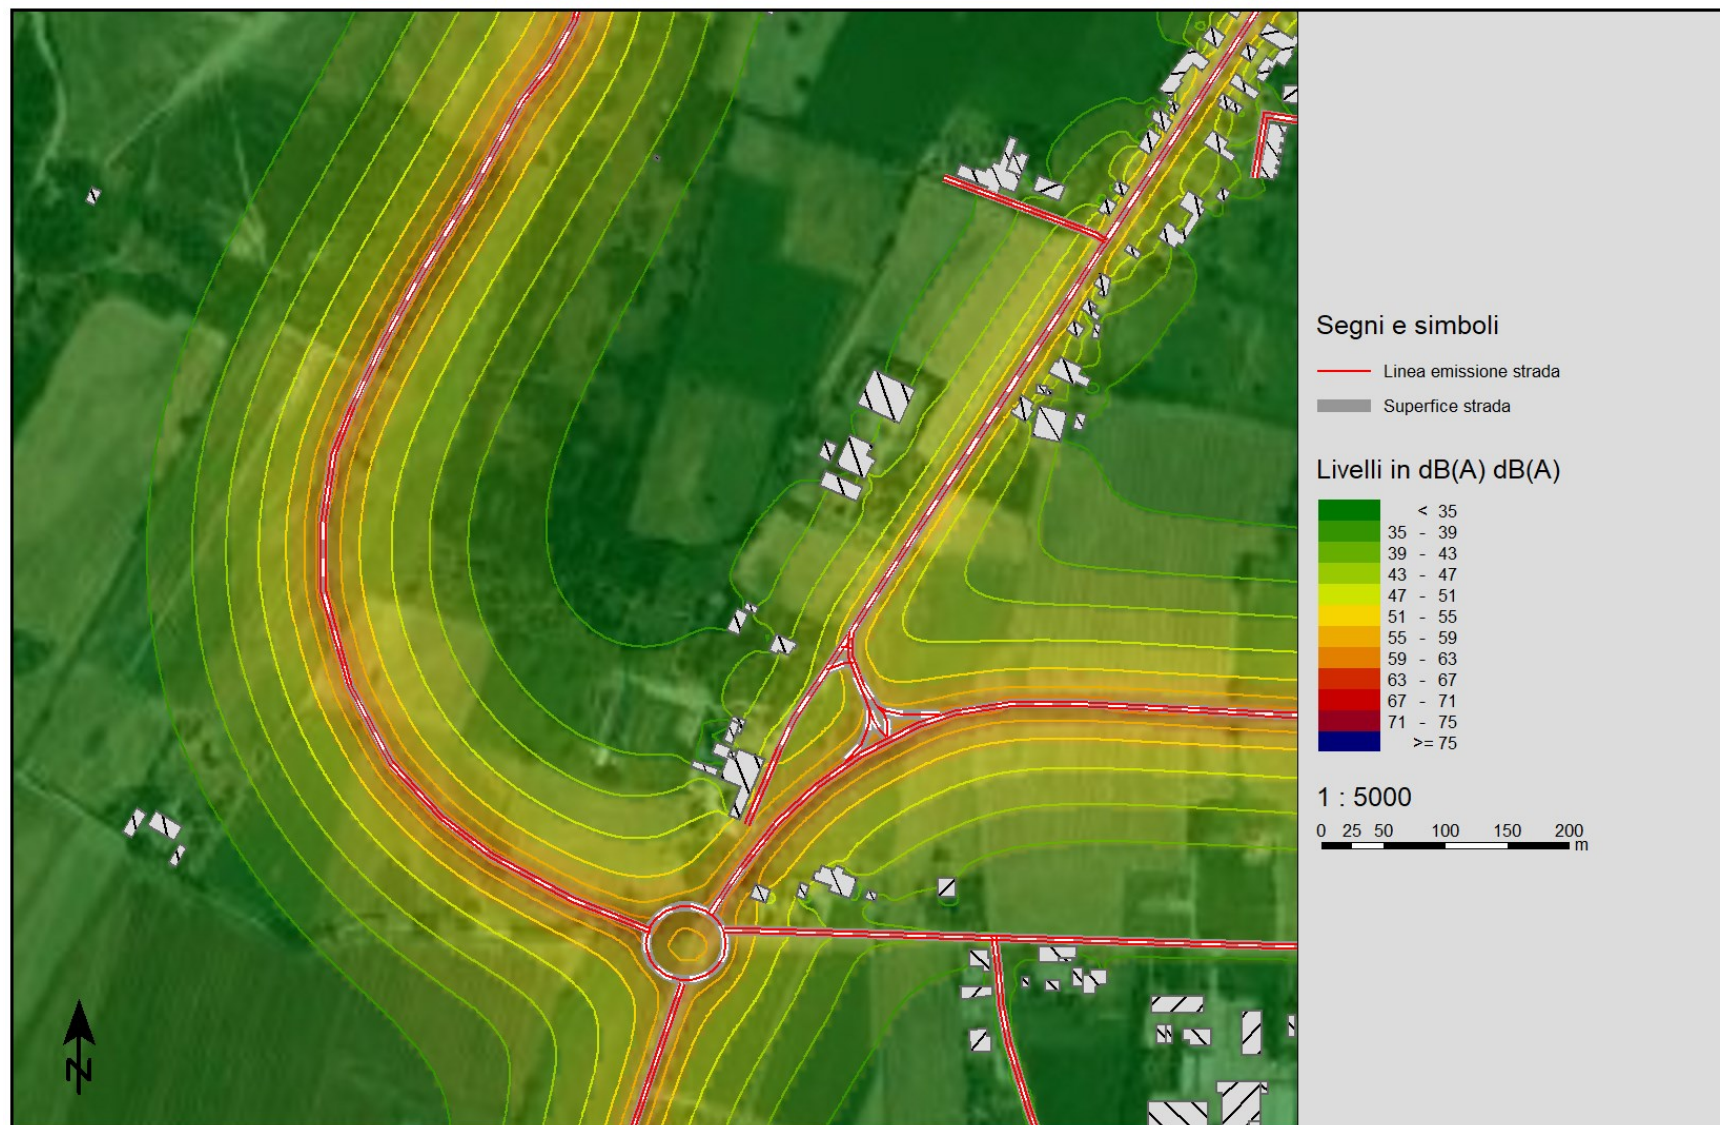 N
Segni e simboli
Linea emissione strada
Superfice strada
Livelli in dB(A) dB(A)
< 35
35 - 39
39 - 43
43 - 47
47 - 51
51 - 55
55 - 59
59 - 63
63 - 67
67 - 71
71 - 75
>= 75
1 : 5000
0 25 50 100 150 200
m